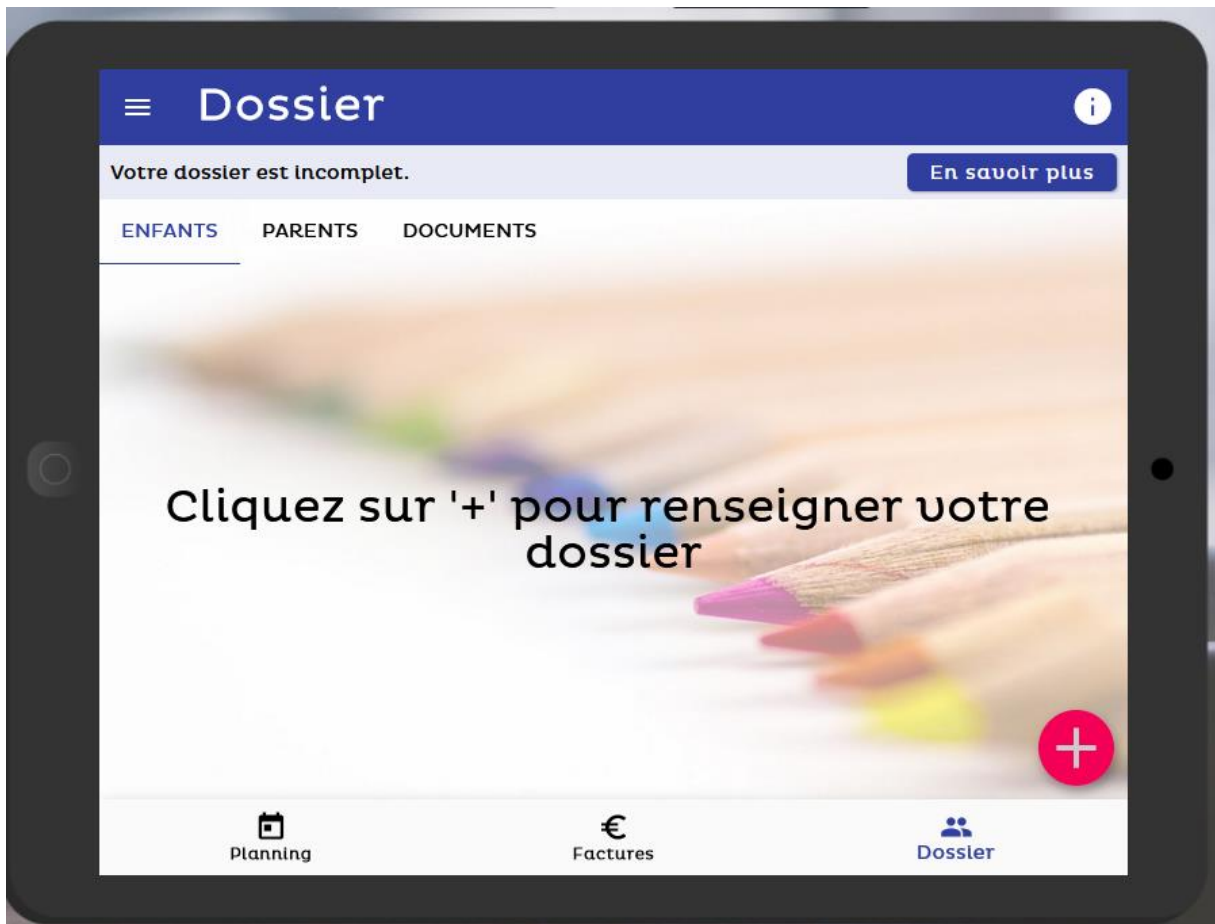 Dossier
Votre dossier est incomplet.
En savoir plus
ENFANTS
PARENTS
DOCUMENTS
Cliquez sur '+' pour renseigner votre
dossier
Planning
€
Factures
Dossier